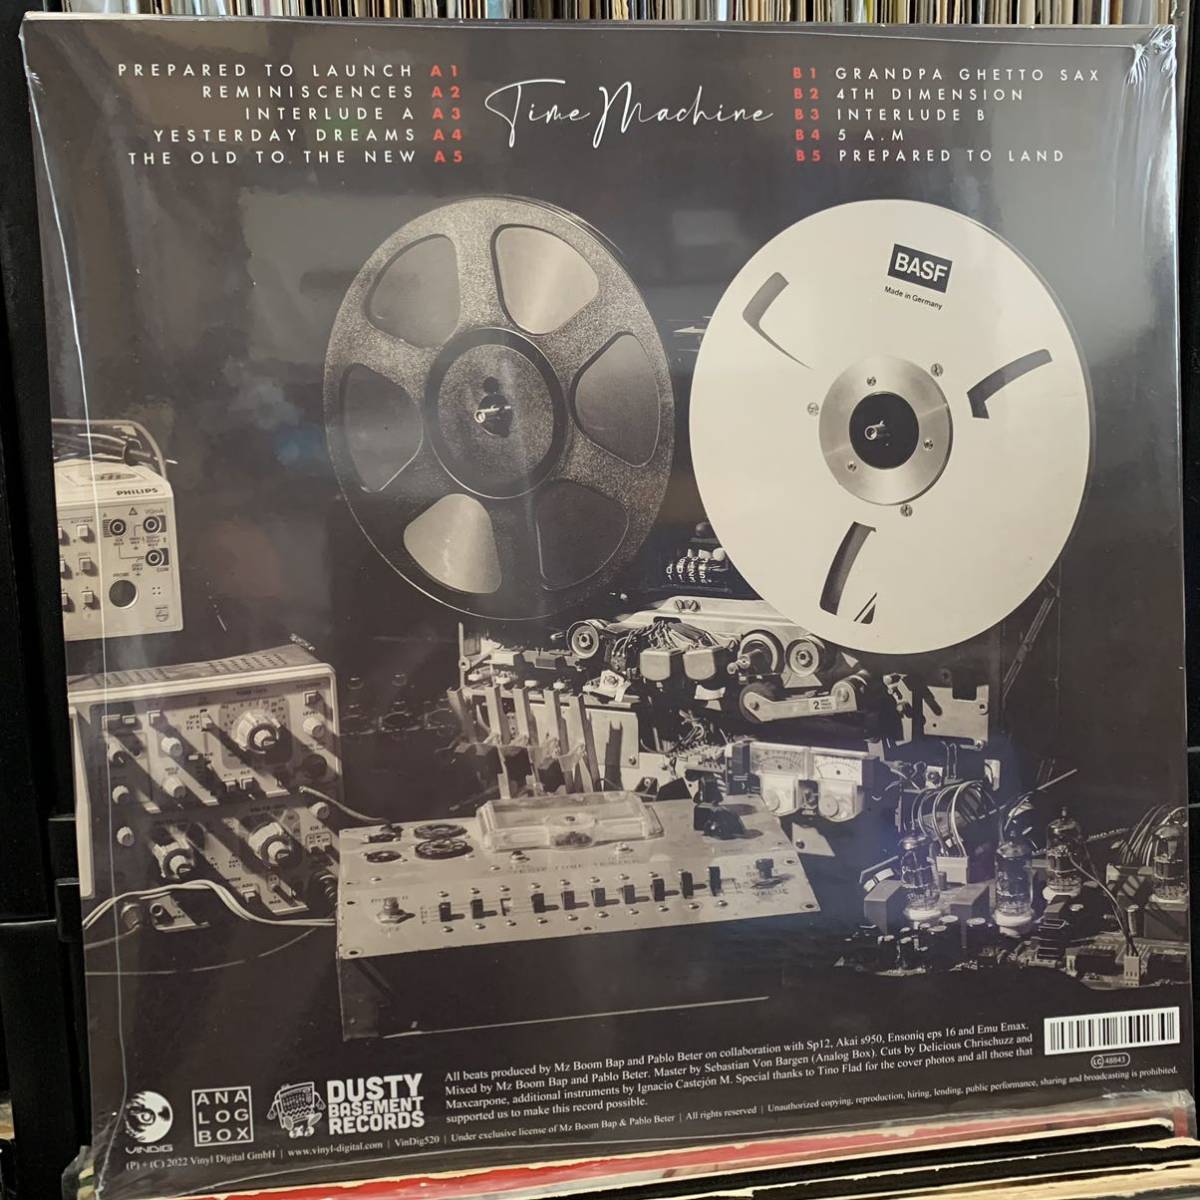 PREPARED TO LAUNCH A1
REMINISCENCES A2
INTERLUDE A A3
YESTERDAY DREAMS A4
THE OLD TO THE NEW A5
Time Machine
B1 GRANDPA GHETTO SAX
B2 4TH DIMENSION
B3 INTERLUDE B
B4 5 A.M
B5 PREPARED TO LAND
BASF
Made in Germany
PHILIPS
2
All beats produced by Mz Boom Bap and Pablo Beter on collaboration with Sp12, Akai s950, Ensoniq eps 16 and Emu Emax.
Mixed by Mz Boom Bap and Pablo Beter. Master by Sebastian Von Bargen (Analog Box). Cuts by Delicious Chrischuzz and
Maxcarpone, additional instruments by Ignacio Castejón M. Special thanks to Tino Flad for the cover photos and all those that
supported us to make this record possible.
LC 48843
VINDIG
ANA
LOG
BOX
DUSTY
BASEMENT
RECORDS
(P) + (C) 2022 Vinyl Digital GmbH | www.vinyl-digital.com | VinDig520 | Under exclusive license of Mz Boom Bap & Pablo Beter | All rights reserved | Unauthorized copying, reproduction, hiring, lending, public performance, sharing and broadcasting is prohibited.